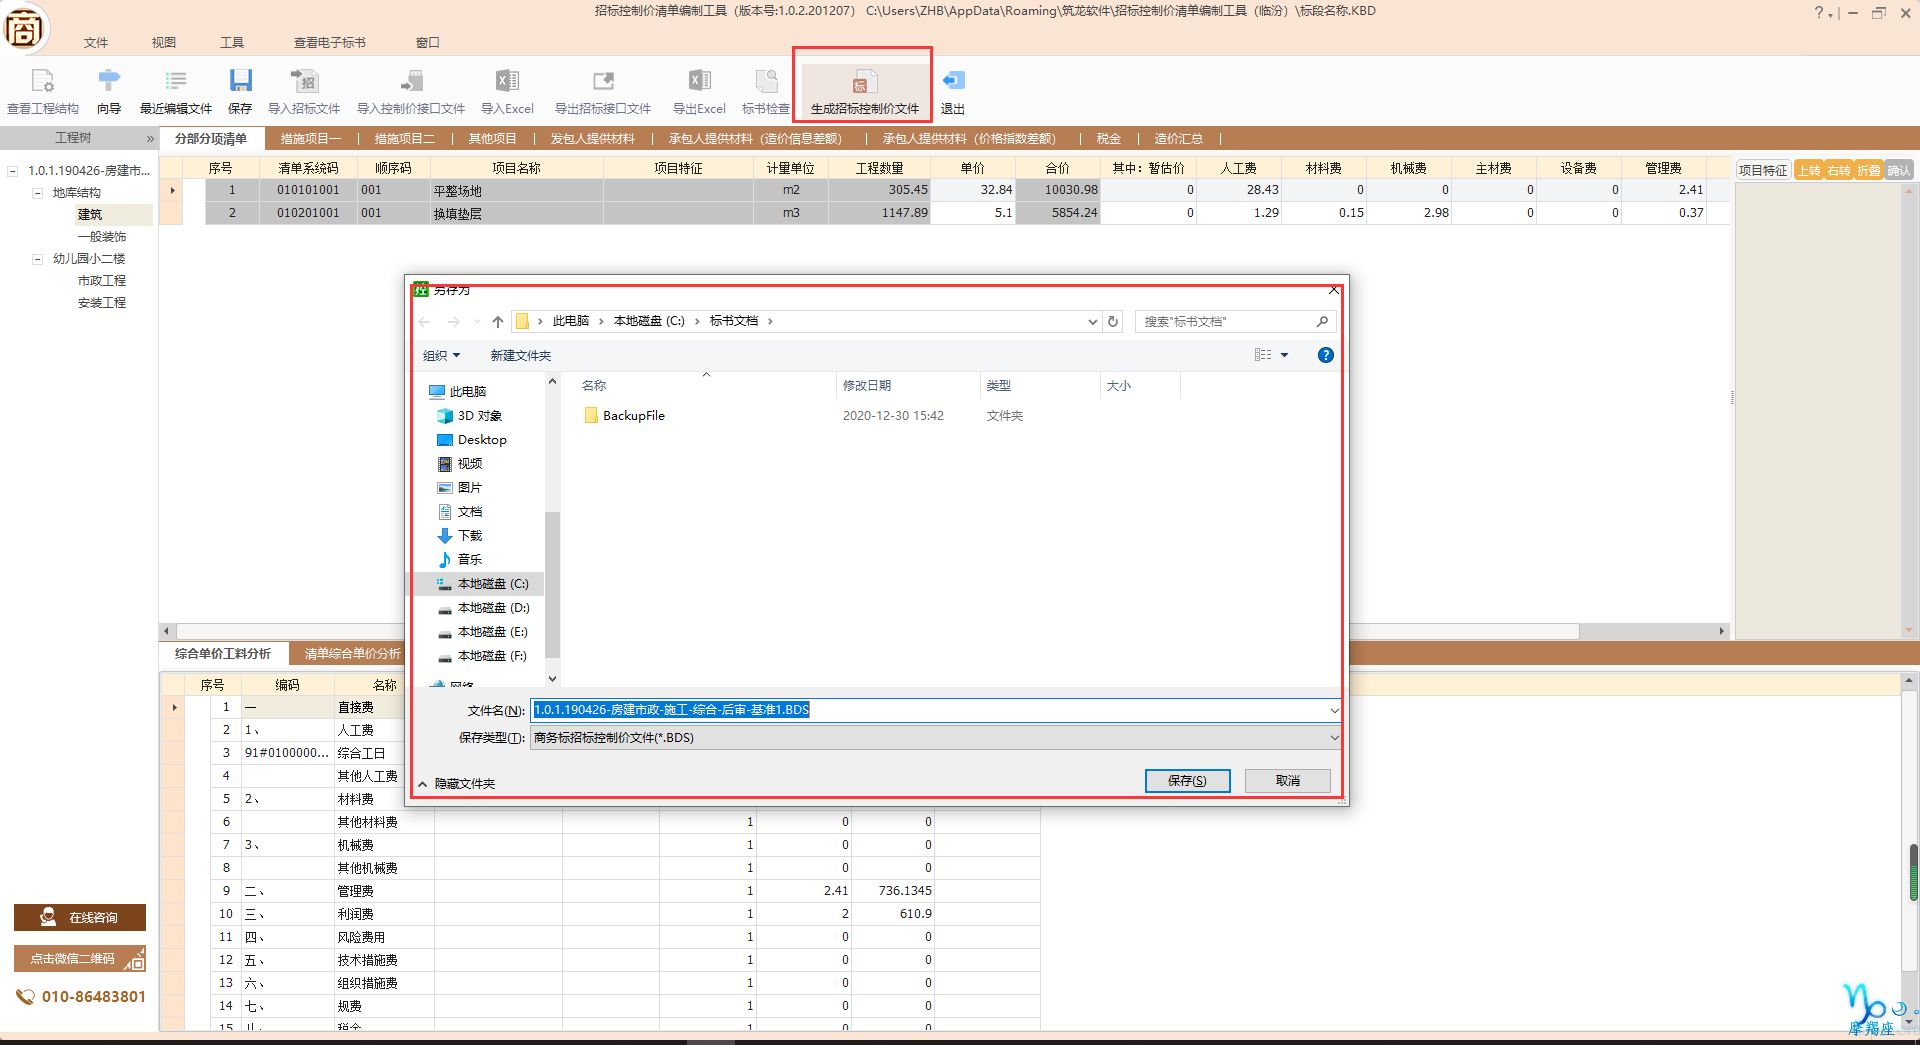 招标控制价清单编制工具（版本号:1.0.2.201207） C:\Users\ZHB\AppData\Roaming\筑龙软件\招标控制价清单编制工具（临汾）\标段名称.KBD
商
文件 视图 工具 查看电子标书 窗口
查看工程结构 向导 最近编辑文件 保存 导入招标文件 导入控制价接口文件 导入Excel 导出招标接口文件 导出Excel 标书检查 生成招标控制价文件 退出
工程树 » 分部分项清单 措施项目一 措施项目二 其他项目 发包人提供材料 承包人提供材料（造价信息差额） 承包人提供材料（价格指数差额） 税金 造价汇总
1.0.1.190426-房建市...
地库结构
建筑
一般装饰
幼儿园小二楼
市政工程
安装工程
序号 清单系统码 顺序码 项目名称 项目特征 计量单位 工程数量 单价 合价 其中：暂估价 人工费 材料费 机械费 主材费 设备费 管理费
1 010101001 001 平整场地 m2 305.45 32.84 10030.98 0 28.43 0 0 0 0 2.41
2 010201001 001 换填垫层 m3 1147.89 5.1 5854.24 0 1.29 0.15 2.98 0 0 0.37
项目特征 上转 右转 折叠 确认
另存为
此电脑 › 本地磁盘 (C:) › 标书文档 ›
搜索"标书文档"
组织 新建文件夹
此电脑
3D 对象
Desktop
视频
图片
文档
下载
音乐
本地磁盘 (C:)
本地磁盘 (D:)
本地磁盘 (E:)
本地磁盘 (F:)
网络
名称 修改日期 类型 大小
BackupFile 2020-12-30 15:42 文件夹
文件名(N): 1.0.1.190426-房建市政-施工-综合-后审-基准1.BDS
保存类型(T): 商务标招标控制价文件(*.BDS)
隐藏文件夹
保存(S) 取消
综合单价工料分析 清单综合单价分析
序号 编码 名称
1 一 直接费
2 1、 人工费
3 91#0100000... 综合工日
4 其他人工费
5 2、 材料费
6 其他材料费 1 0 0
7 3、 机械费 1 0 0
8 其他机械费 1 0 0
9 二、 管理费 1 2.41 736.1345
10 三、 利润费 1 2 610.9
11 四、 风险费用 1 0 0
12 五、 技术措施费 1 0 0
13 六、 组织措施费 1 0 0
14 七、 规费 1 0 0
15 八、 税金 1 0 0
在线咨询
点击微信二维码
010-86483801
摩羯座